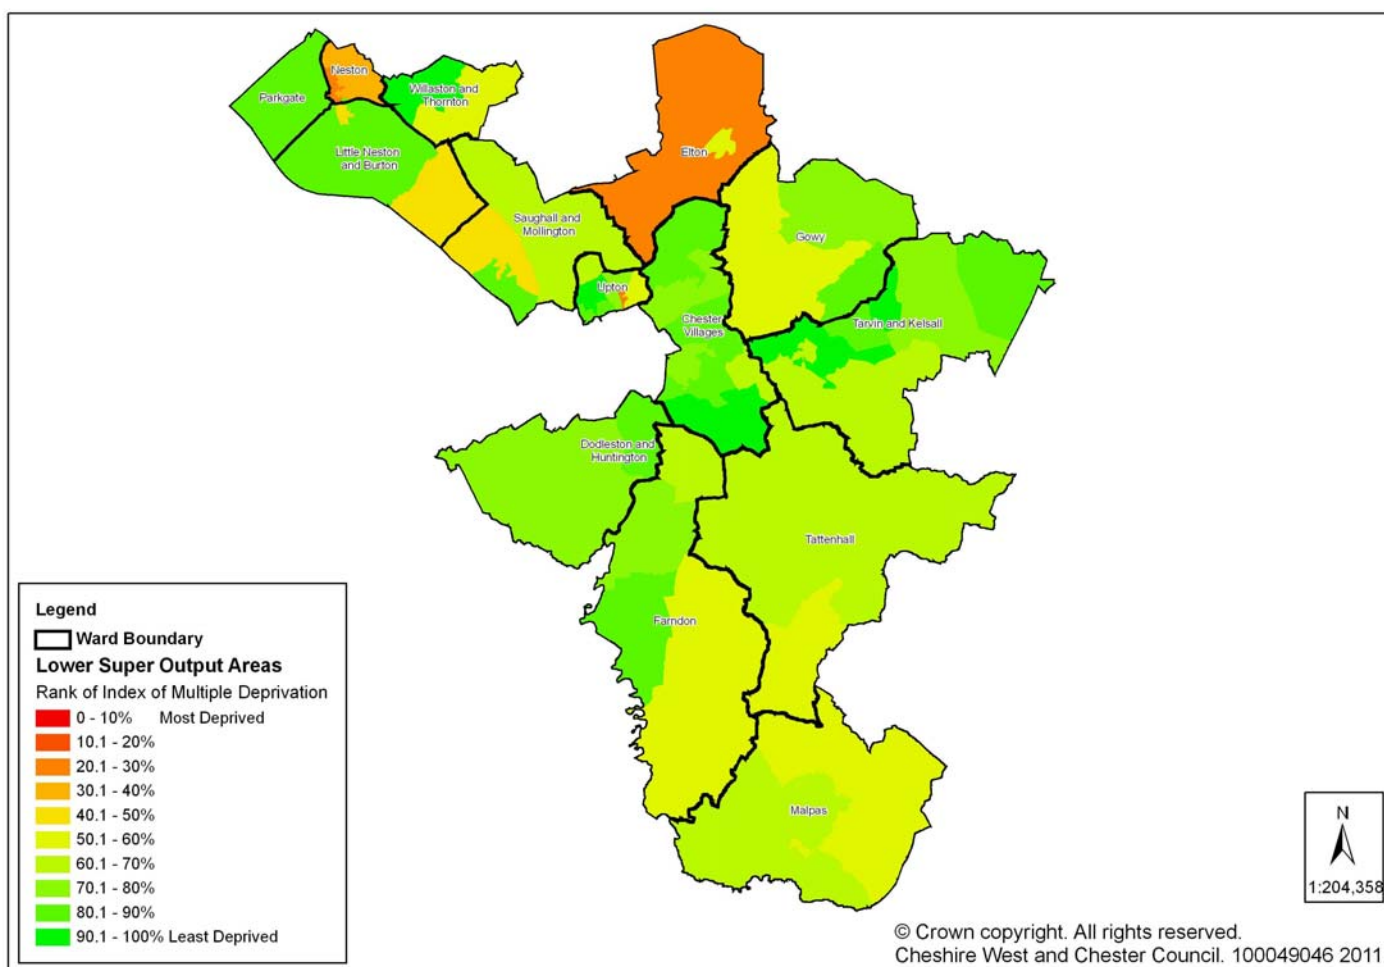 Neston
Parkgate
Willaston and
Thornton
Little Neston
and Burton
Elton
Saughall and
Mollington
Gowy
Upton
Chester
Villages
Tarvin and Kelsall
Dodleston and
Huntington
Tattenhall
Farndon
Malpas
Legend
Ward Boundary
Lower Super Output Areas
Rank of Index of Multiple Deprivation
0 - 10% Most Deprived
10.1 - 20%
20.1 - 30%
30.1 - 40%
40.1 - 50%
50.1 - 60%
60.1 - 70%
70.1 - 80%
80.1 - 90%
90.1 - 100% Least Deprived
N
1:204,358
© Crown copyright. All rights reserved.
Cheshire West and Chester Council. 100049046 2011